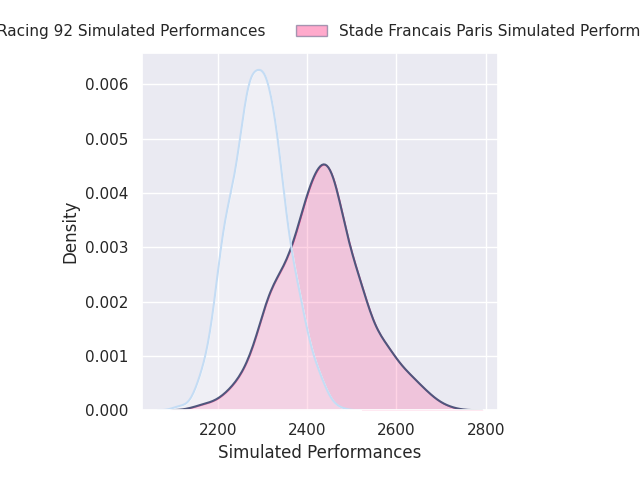 Racing 92 Simulated Performances
Stade Francais Paris Simulated Perform
0.006
0.005
0.004
0.003
0.002
0.001
0.000
Density
2200 2400 2600 2800
Simulated Performances